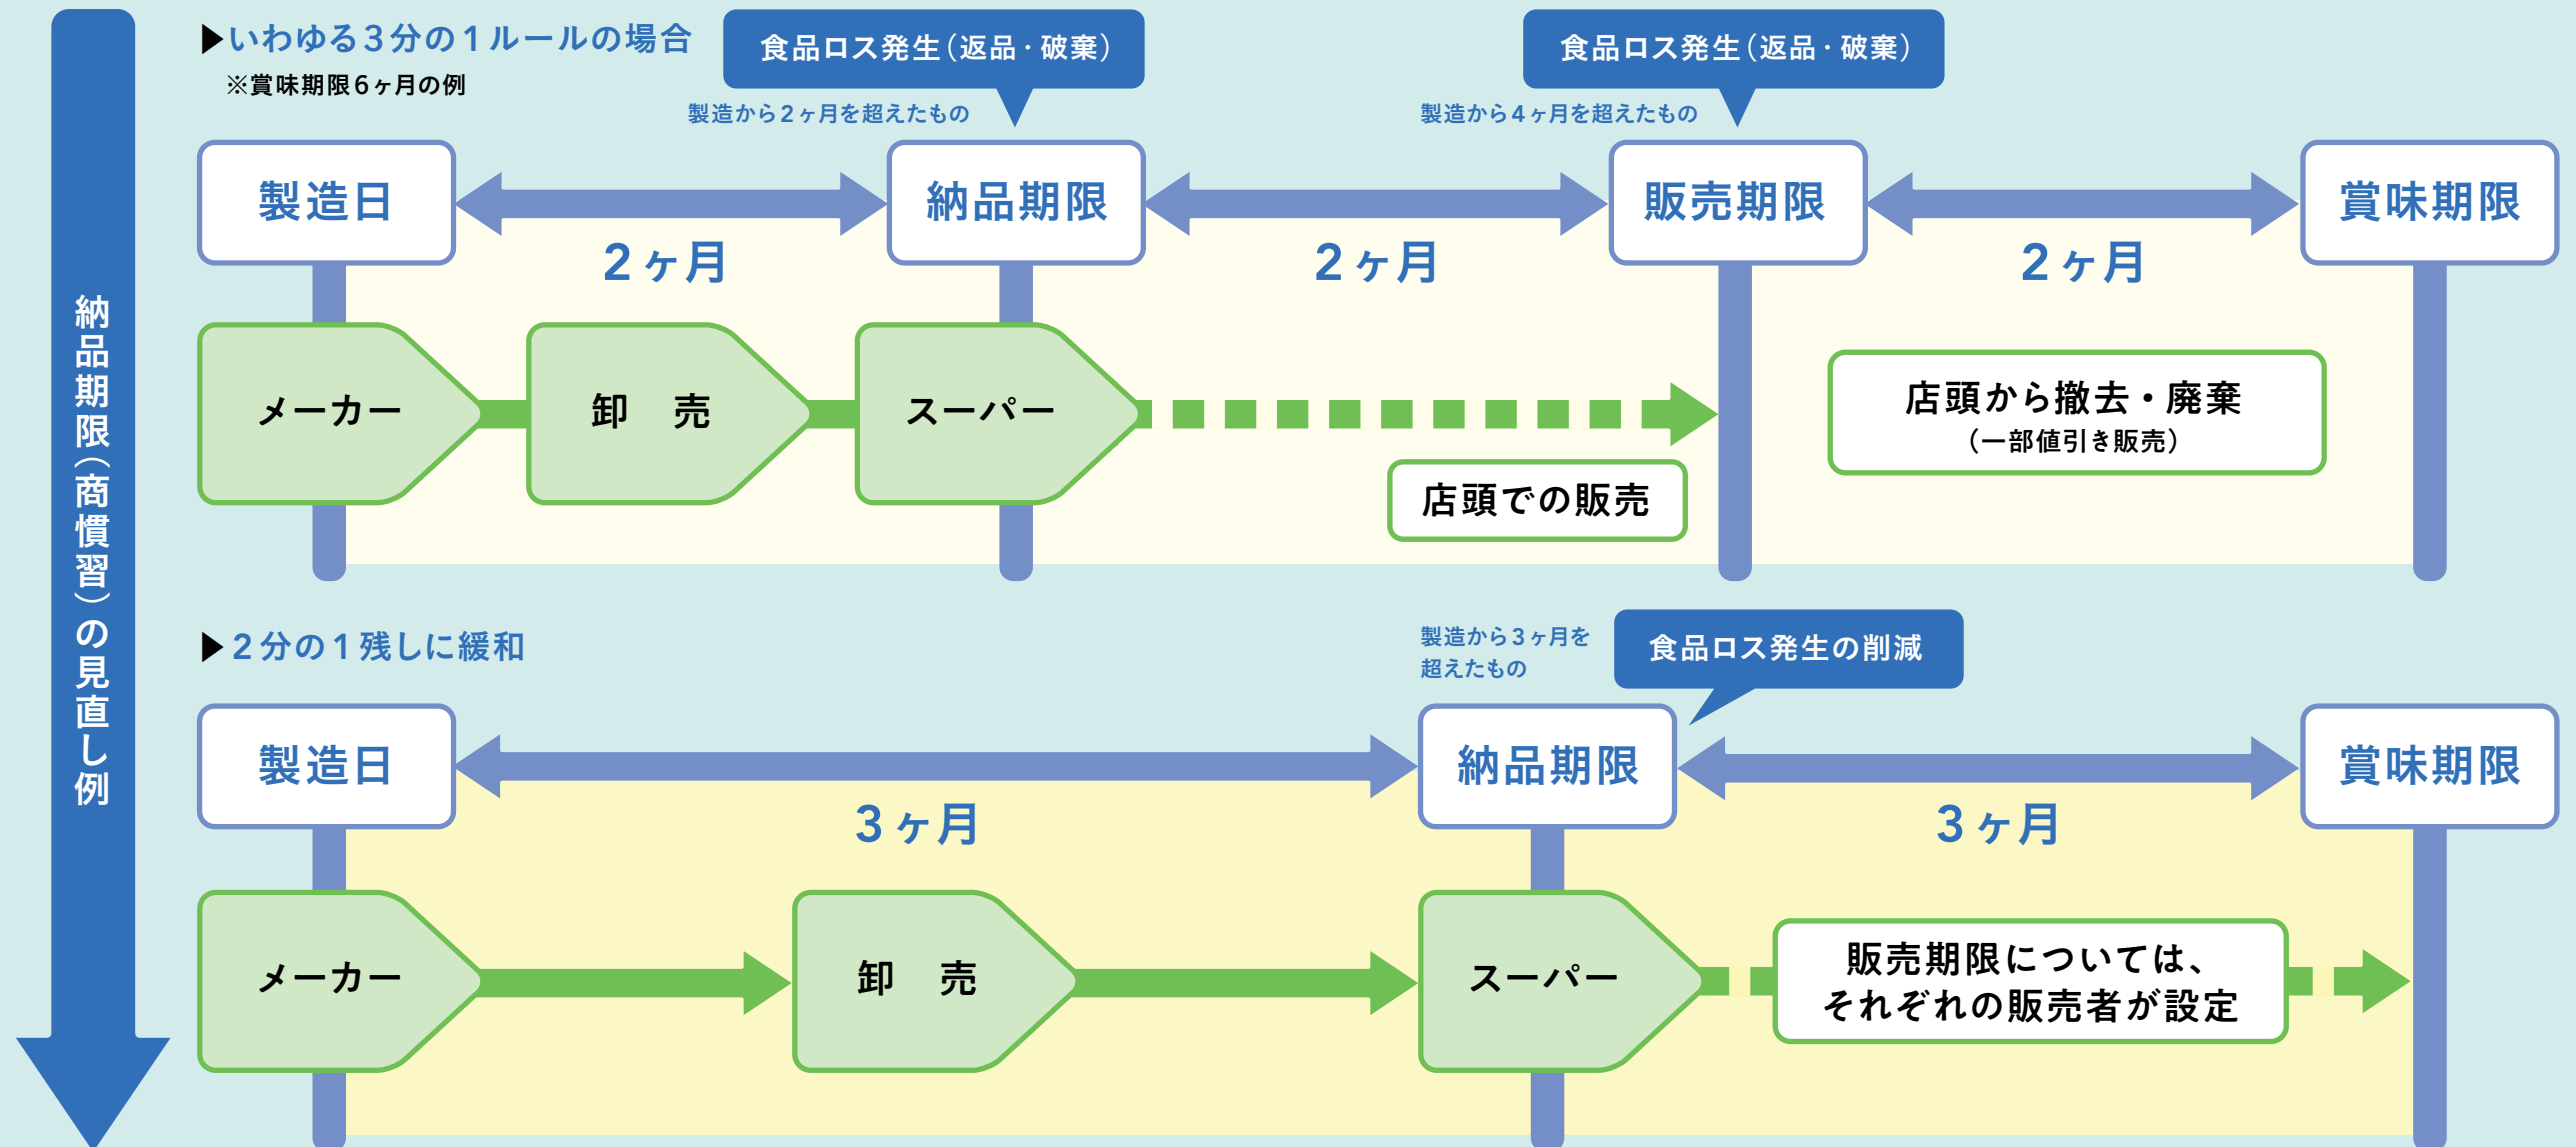 納品期限（商慣習）の見直し例
▶いわゆる3分の1ルールの場合
※賞味期限6ヶ月の例
食品ロス発生（返品・破棄）
製造から2ヶ月を超えたもの
食品ロス発生（返品・破棄）
製造から4ヶ月を超えたもの
製造日
納品期限
販売期限
賞味期限
2ヶ月
2ヶ月
2ヶ月
メーカー
卸　売
スーパー
店頭での販売
店頭から撤去・廃棄
（一部値引き販売）
▶2分の1残しに緩和
製造から3ヶ月を
超えたもの
食品ロス発生の削減
製造日
納品期限
賞味期限
3ヶ月
3ヶ月
メーカー
卸　売
スーパー
販売期限については、
それぞれの販売者が設定